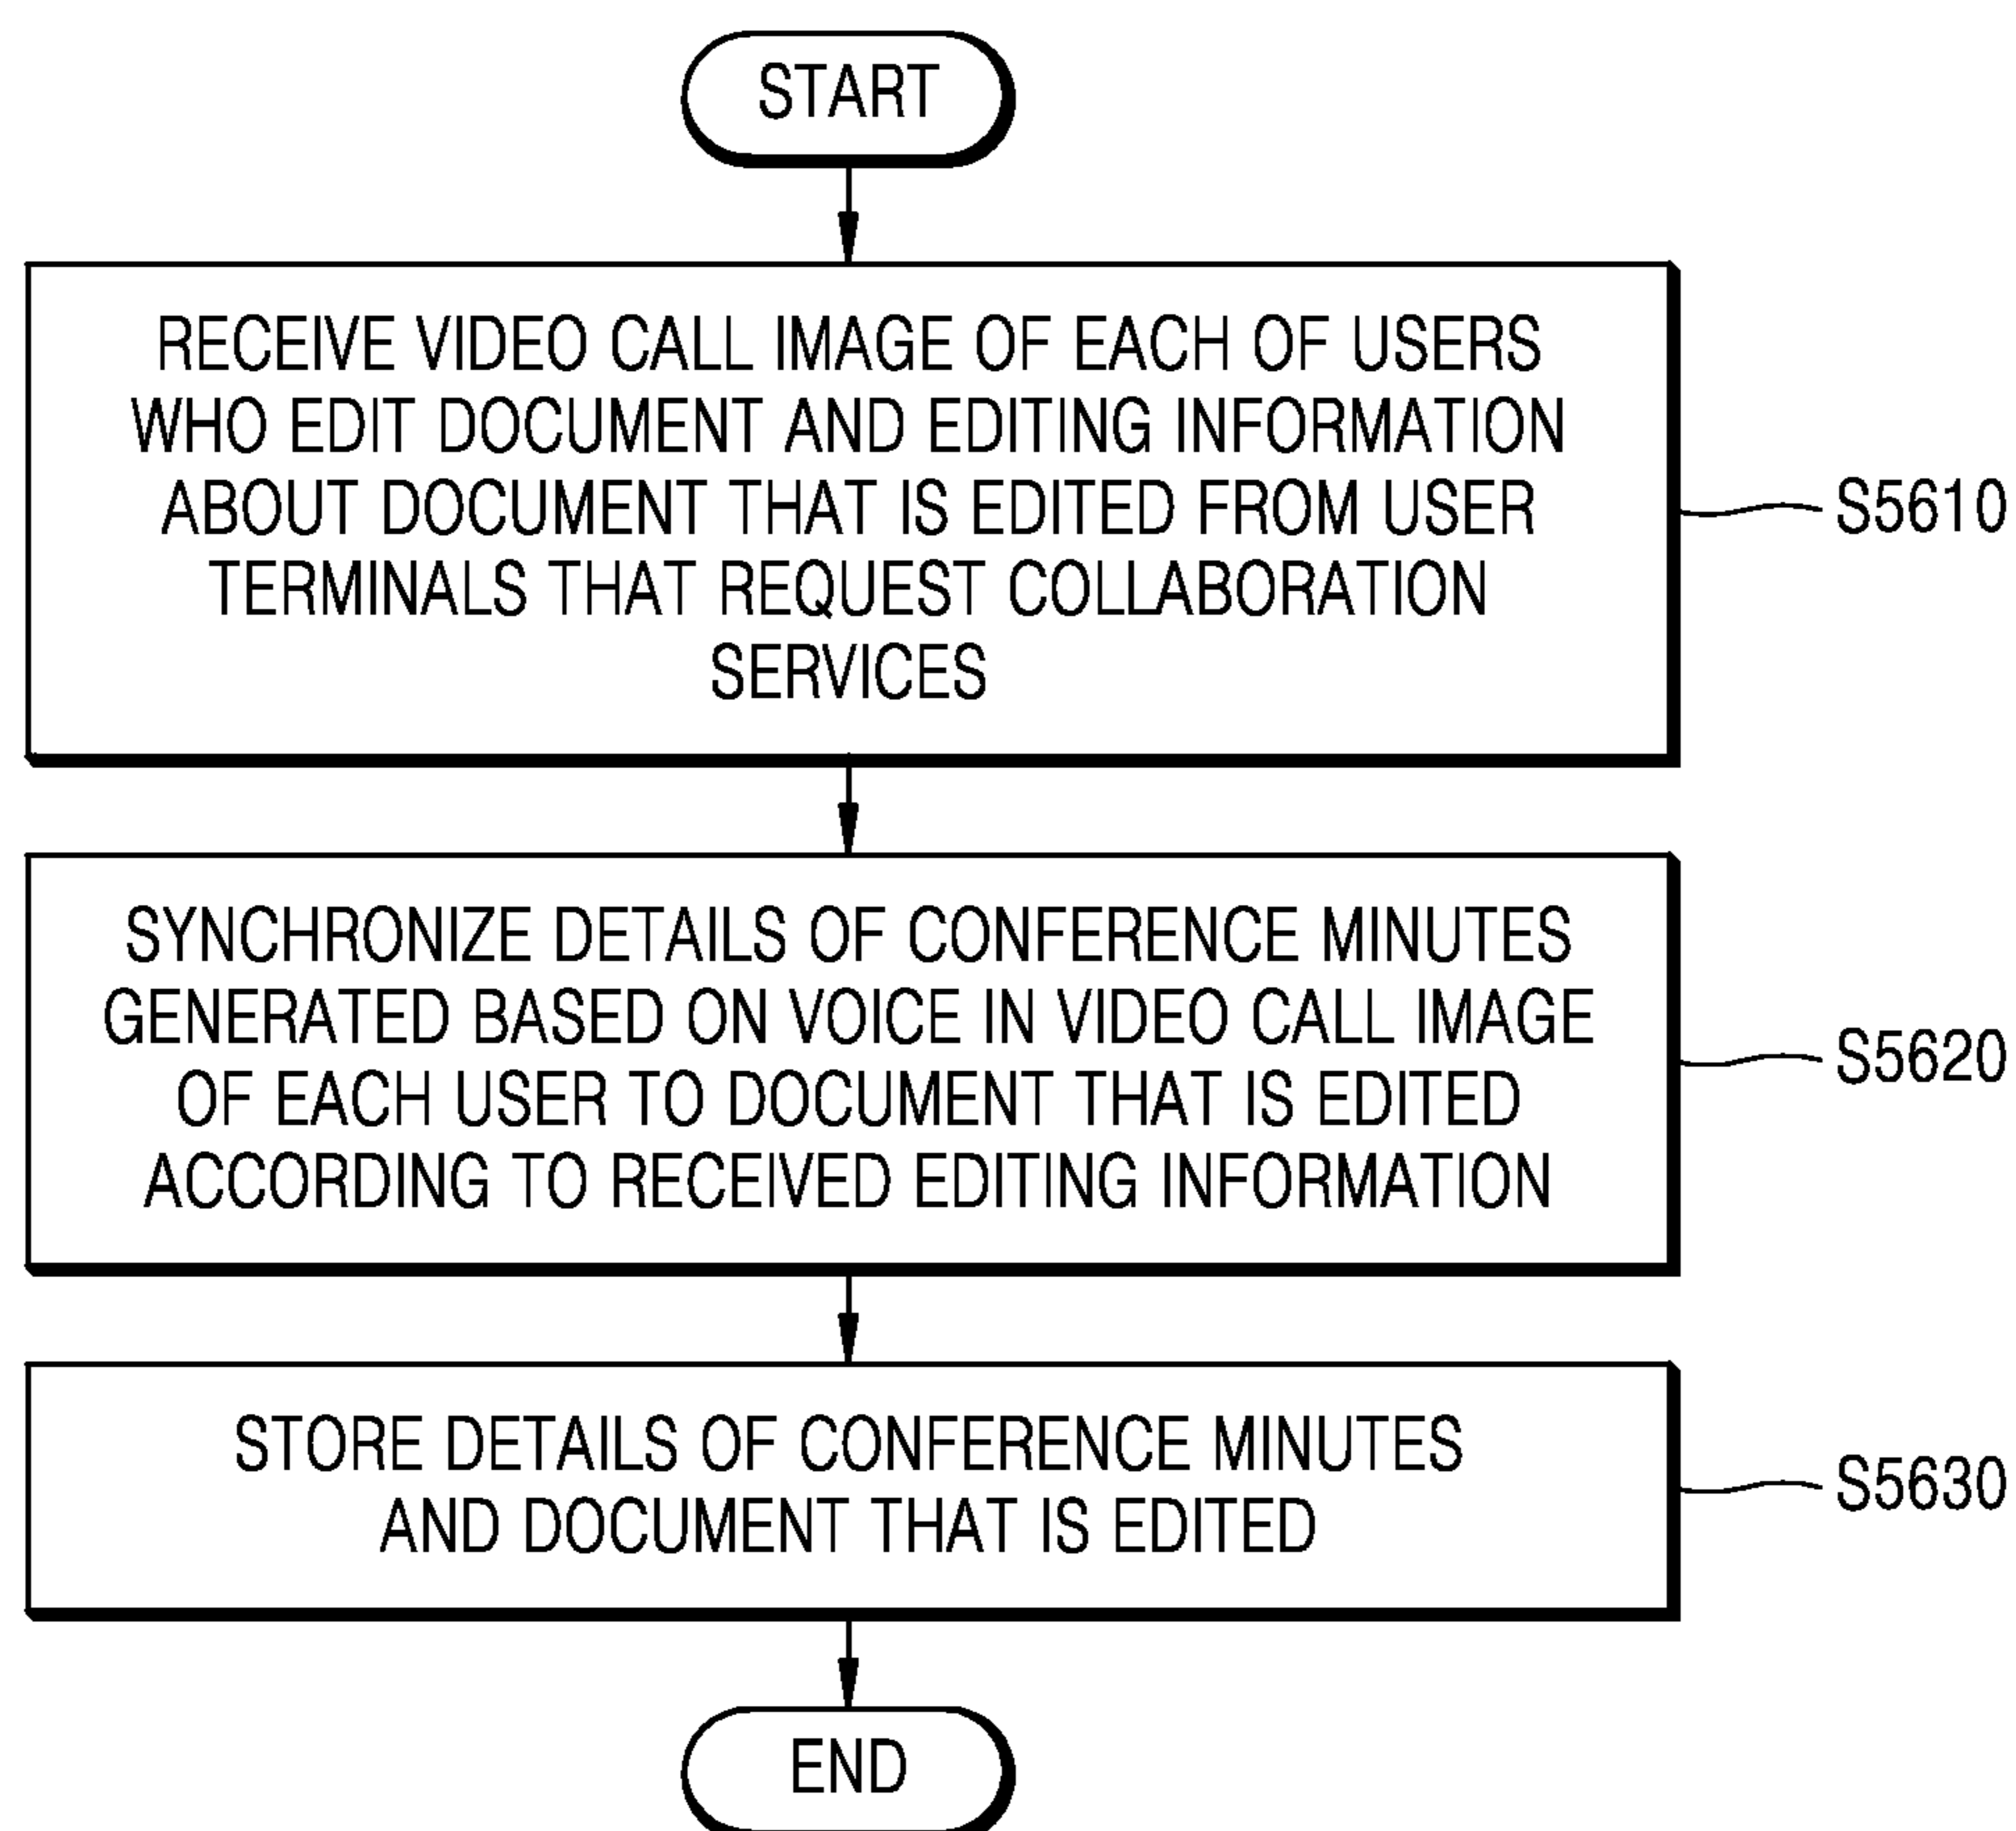 START
RECEIVE VIDEO CALL IMAGE OF EACH OF USERS
WHO EDIT DOCUMENT AND EDITING INFORMATION
ABOUT DOCUMENT THAT IS EDITED FROM USER
TERMINALS THAT REQUEST COLLABORATION
SERVICES
S5610
SYNCHRONIZE DETAILS OF CONFERENCE MINUTES
GENERATED BASED ON VOICE IN VIDEO CALL IMAGE
OF EACH USER TO DOCUMENT THAT IS EDITED
ACCORDING TO RECEIVED EDITING INFORMATION
S5620
STORE DETAILS OF CONFERENCE MINUTES
AND DOCUMENT THAT IS EDITED
S5630
END